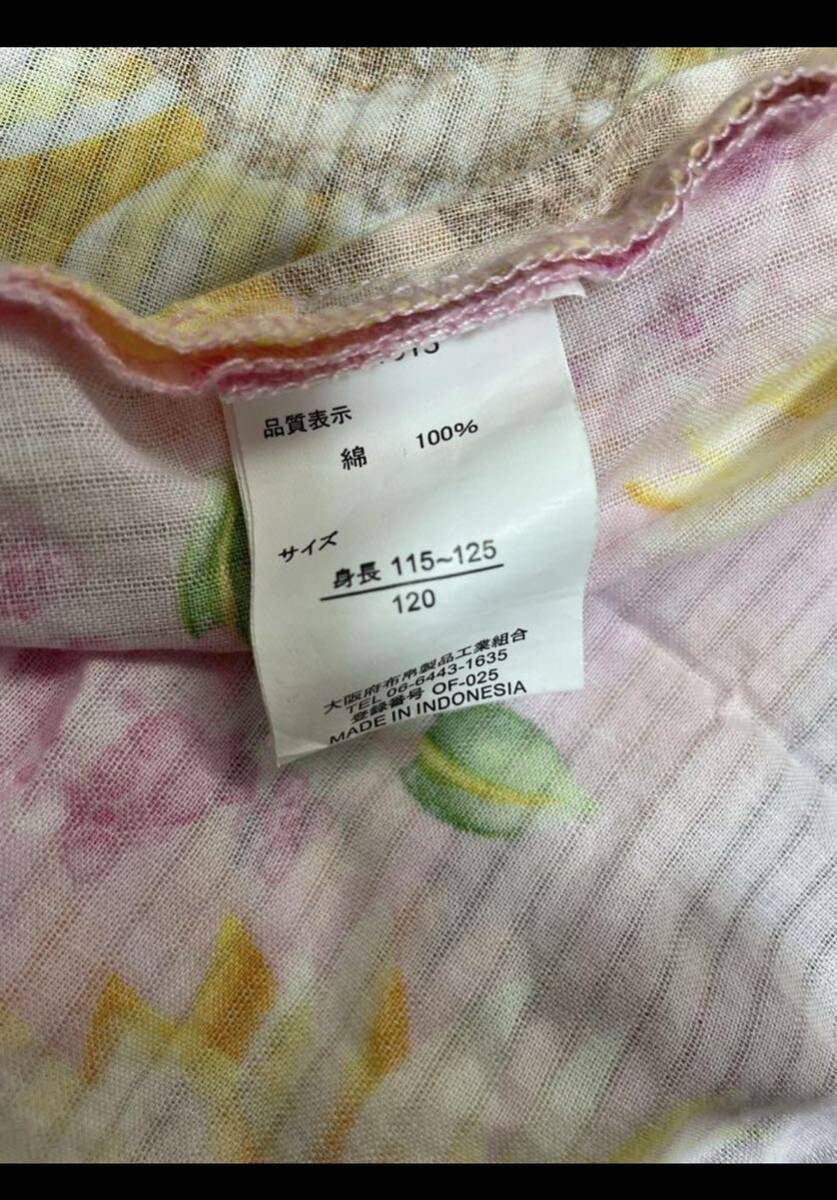 品質表示
綿 100%
サイズ
身長 115~125
120
大阪府布帛製品工業組合
TEL 06-6443-1635
登録番号 OF-025
MADE IN INDONESIA